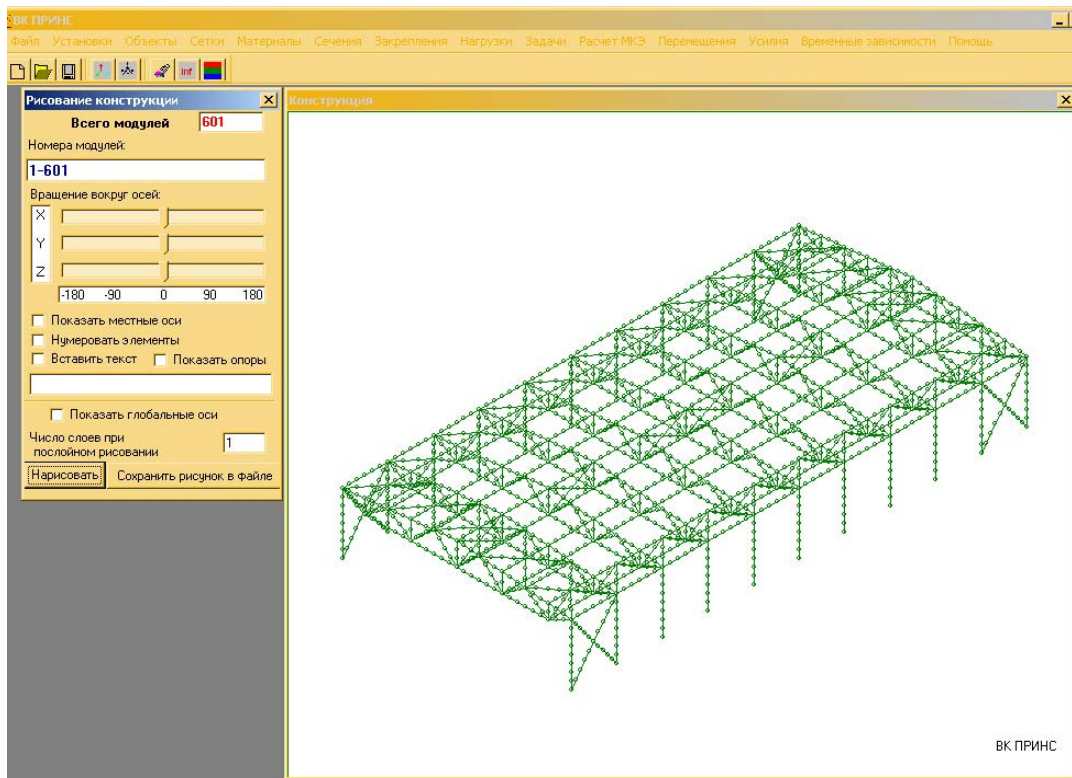 ВК ПРИНС
Файл Установки Объекты Сетки Материалы Сечения Закрепления Нагрузки Задачи Расчет МКЭ Перемещения Усилия Временные зависимости Помощь
Inf
Рисование конструкции
Всего модулей 601
Номера модулей:
1-601
Вращение вокруг осей:
X
Y
Z
-180 -90 0 90 180
Показать местные оси
Нумеровать элементы
Вставить текст Показать опоры
Показать глобальные оси
Число слоев при
послойном рисовании
1
Нарисовать Сохранить рисунок в файле
Конструкция
ВК ПРИНС